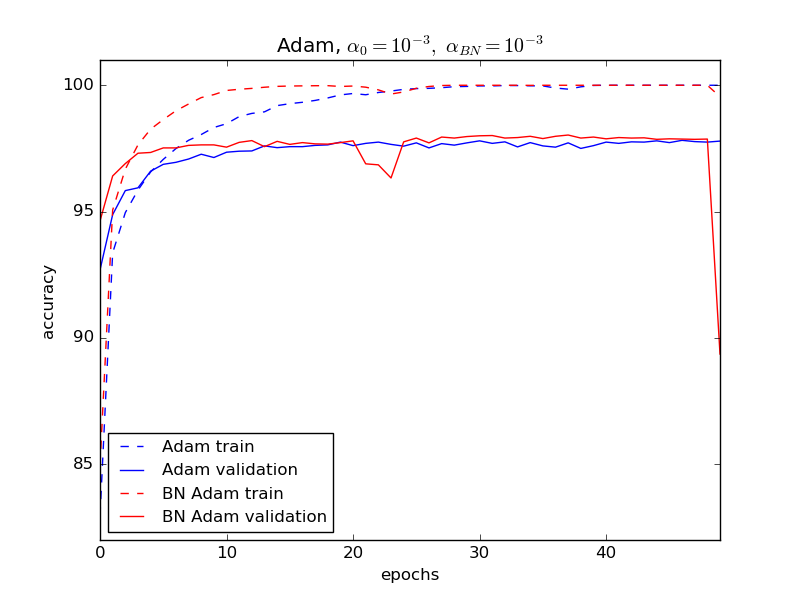 Adam, α₀ = 10⁻³, α_BN = 10⁻³
100
95
90
85
accuracy
Adam train
Adam validation
BN Adam train
BN Adam validation
0 10 20 30 40
epochs